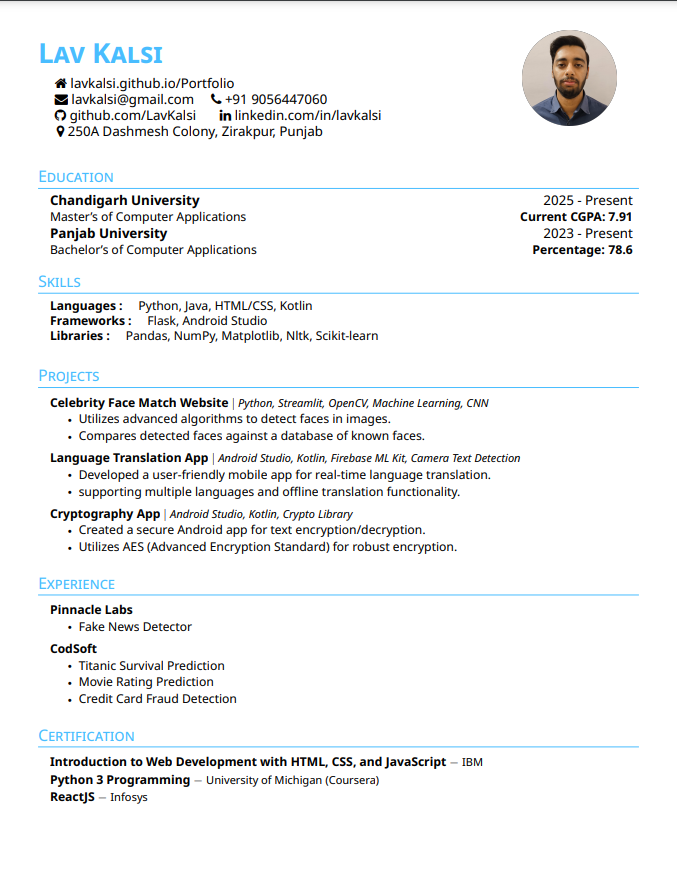 Lav Kalsi
lavkalsi.github.io/Portfolio
lavkalsi@gmail.com +91 9056447060
github.com/LavKalsi linkedin.com/in/lavkalsi
250A Dashmesh Colony, Zirakpur, Punjab
Education
Chandigarh University 2025 - Present
Master's of Computer Applications Current CGPA: 7.91
Panjab University 2023 - Present
Bachelor's of Computer Applications Percentage: 78.6
Skills
Languages : Python, Java, HTML/CSS, Kotlin
Frameworks : Flask, Android Studio
Libraries : Pandas, NumPy, Matplotlib, Nltk, Scikit-learn
Projects
Celebrity Face Match Website | Python, Streamlit, OpenCV, Machine Learning, CNN
• Utilizes advanced algorithms to detect faces in images.
• Compares detected faces against a database of known faces.
Language Translation App | Android Studio, Kotlin, Firebase ML Kit, Camera Text Detection
• Developed a user-friendly mobile app for real-time language translation.
• supporting multiple languages and offline translation functionality.
Cryptography App | Android Studio, Kotlin, Crypto Library
• Created a secure Android app for text encryption/decryption.
• Utilizes AES (Advanced Encryption Standard) for robust encryption.
Experience
Pinnacle Labs
• Fake News Detector
CodSoft
• Titanic Survival Prediction
• Movie Rating Prediction
• Credit Card Fraud Detection
Certification
Introduction to Web Development with HTML, CSS, and JavaScript — IBM
Python 3 Programming — University of Michigan (Coursera)
ReactJS — Infosys